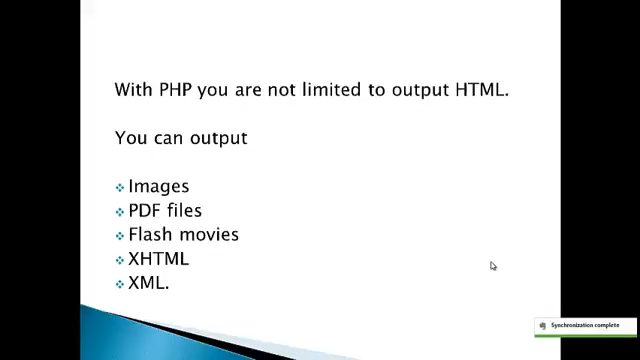 With PHP you are not limited to output HTML.
You can output
Images
PDF files
Flash movies
XHTML
XML.
Synchronization complete